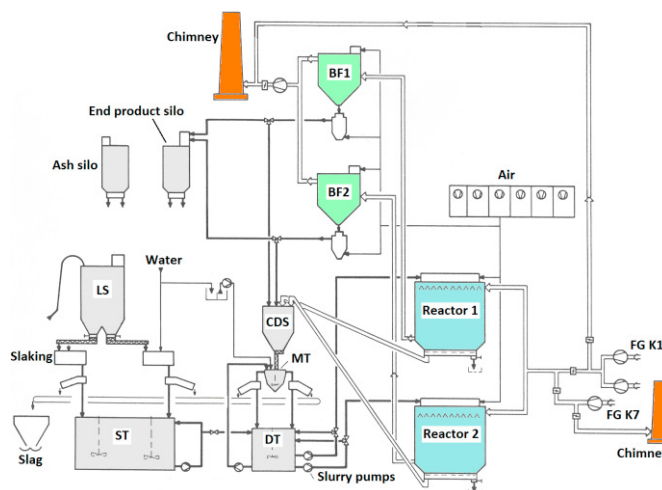 Chimney
BF1
End product silo
Ash silo
BF2
Air
Water
LS
CDS
Reactor 1
MT
FG K1
Slaking
FG K7
ST
DT
Reactor 2
Slag
Slurry pumps
Chimne